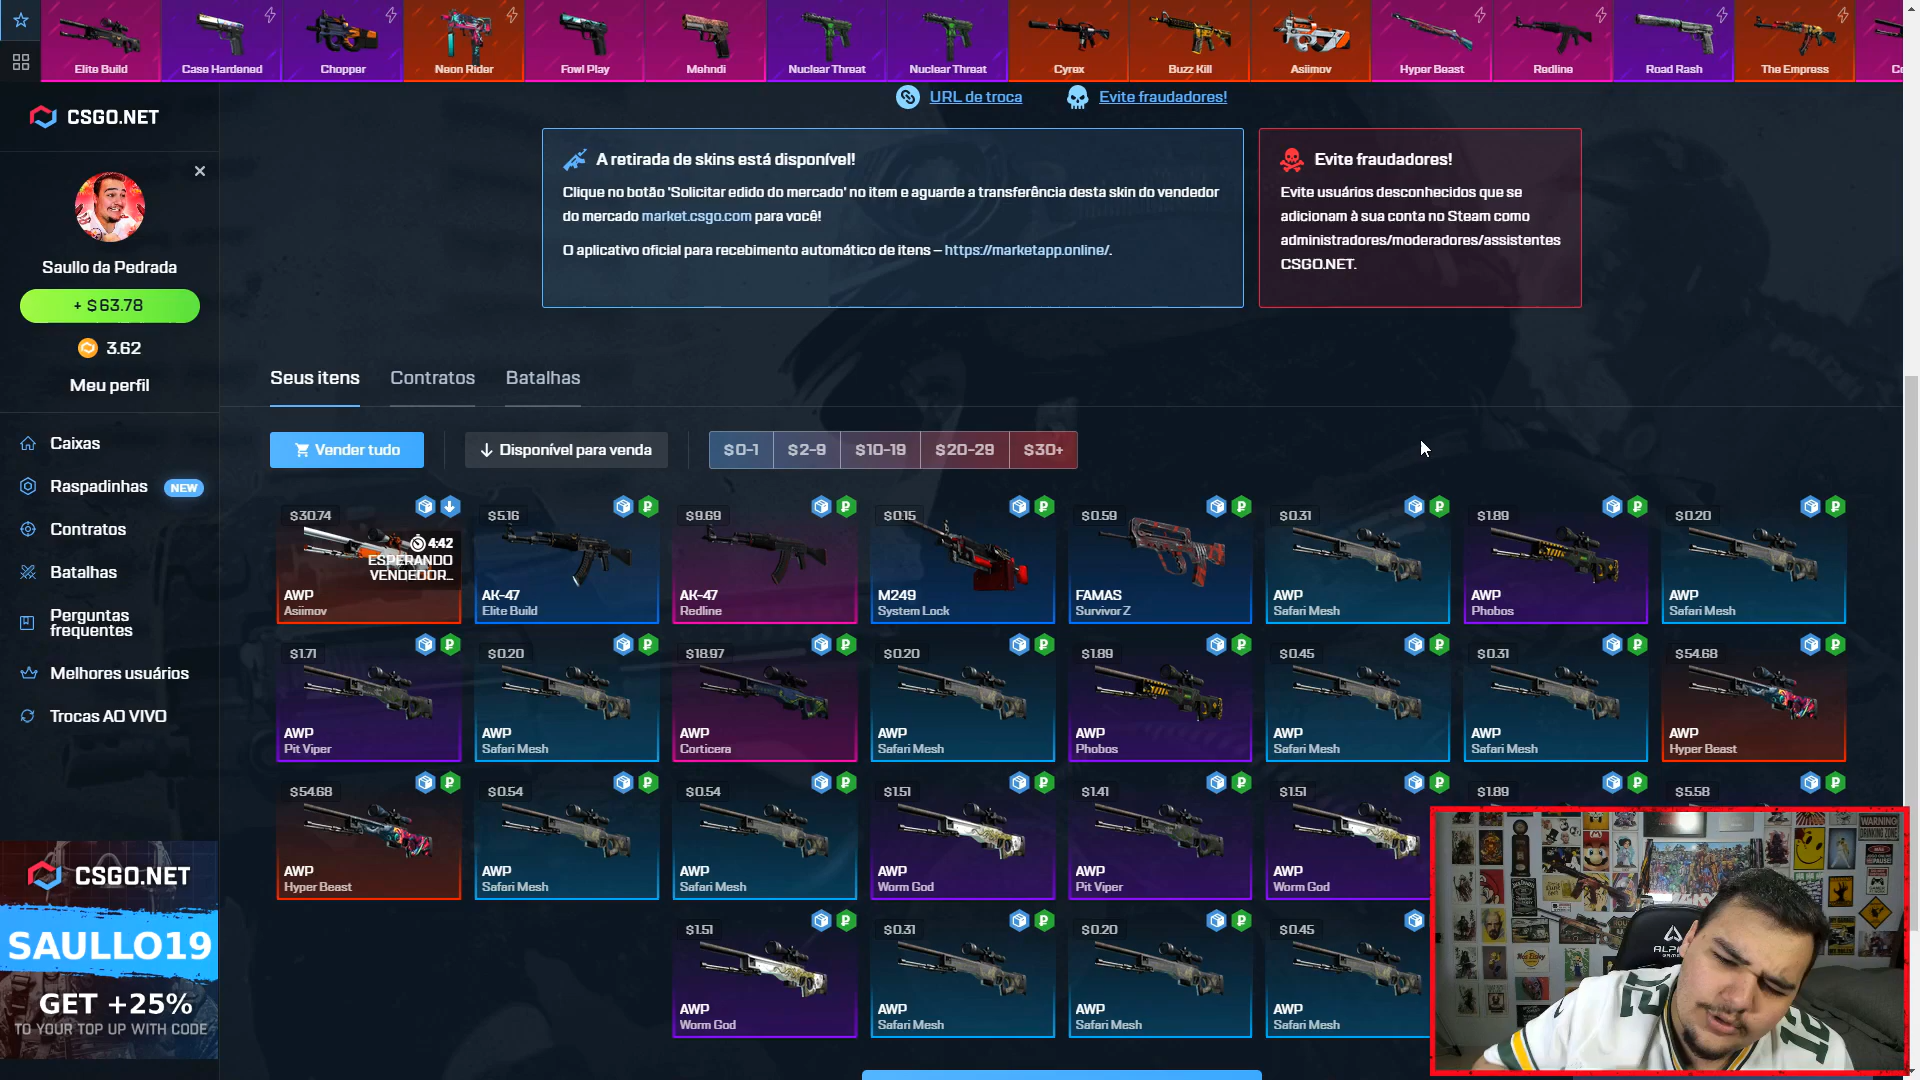 Elite Build
Case Hardened
Chopper
Neon Rider
Fowl Play
Mehndi
Nuclear Threat
Nuclear Threat
Cyrex
Buzz Kill
Asiimov
Hyper Beast
Redline
Road Rash
The Empress
CSGO.NET
URL de troca
Evite fraudadores!
A retirada de skins está disponível!
Clique no botão 'Solicitar edido do mercado' no item e aguarde a transferência desta skin do vendedor
do mercado market.csgo.com para você!
O aplicativo oficial para recebimento automático de itens – https://marketapp.online/.
Evite fraudadores!
Evite usuários desconhecidos que se
adicionam à sua conta no Steam como
administradores/moderadores/assistentes
CSGO.NET.
Saullo da Pedrada
+ $ 63.78
3.62
Meu perfil
Caixas
Raspadinhas NEW
Contratos
Batalhas
Perguntas
frequentes
Melhores usuários
Trocas AO VIVO
CSGO.NET
SAULLO19
GET +25%
TO YOUR TOP UP WITH CODE
Seus itens
Contratos
Batalhas
Vender tudo
Disponível para venda
$0-1
$2-9
$10-19
$20-29
$30+
$30.74
4:42
ESPERANDO
VENDEDOR...
AWP
Asiimov
$5.16
AK-47
Elite Build
$9.69
AK-47
Redline
$0.15
M249
System Lock
$0.59
FAMAS
Survivor Z
$0.31
AWP
Safari Mesh
$1.89
AWP
Phobos
$0.20
AWP
Safari Mesh
$1.71
AWP
Pit Viper
$0.20
AWP
Safari Mesh
$18.97
AWP
Corticera
$0.20
AWP
Safari Mesh
$1.89
AWP
Phobos
$0.45
AWP
Safari Mesh
$0.31
AWP
Safari Mesh
$54.68
AWP
Hyper Beast
$54.68
AWP
Hyper Beast
$0.54
AWP
Safari Mesh
$0.54
AWP
Safari Mesh
$1.51
AWP
Worm God
$1.41
AWP
Pit Viper
$1.51
AWP
Worm God
$1.89
$5.58
$1.51
AWP
Worm God
$0.31
AWP
Safari Mesh
$0.20
AWP
Safari Mesh
$0.45
AWP
Safari Mesh
WARNING
12